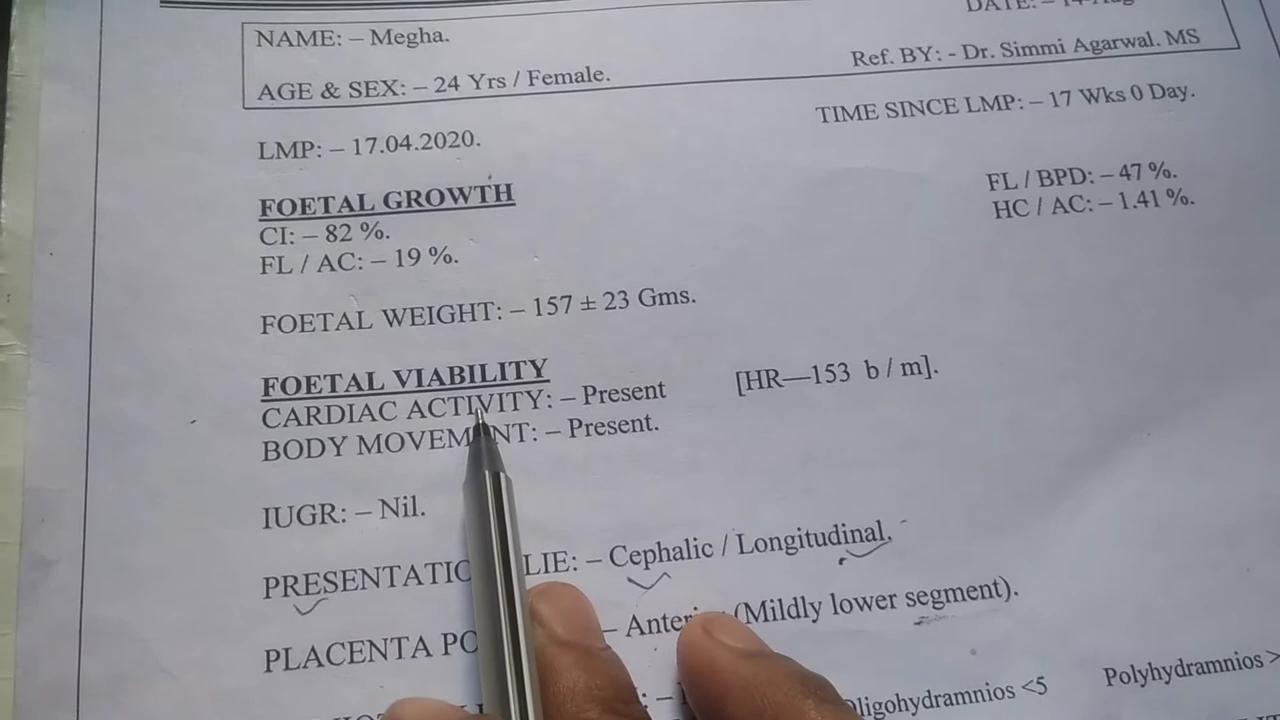 DATE: –
NAME: – Megha.
Ref. BY: - Dr. Simmi Agarwal. MS
AGE & SEX: – 24 Yrs / Female.
TIME SINCE LMP: – 17 Wks 0 Day.
LMP: – 17.04.2020.
FOETAL GROWTH
FL / BPD: – 47 %.
CI: – 82 %.
HC / AC: – 1.41 %.
FL / AC: – 19 %.
FOETAL WEIGHT: – 157 ± 23 Gms.
FOETAL VIABILITY
CARDIAC ACTIVITY: – Present [HR—153 b / m].
BODY MOVEMENT: – Present.
IUGR: – Nil.
LIE: – Cephalic / Longitudinal.
PLACENTA – (Mildly lower segment).
Oligohydramnios <5 Polyhydramnios >